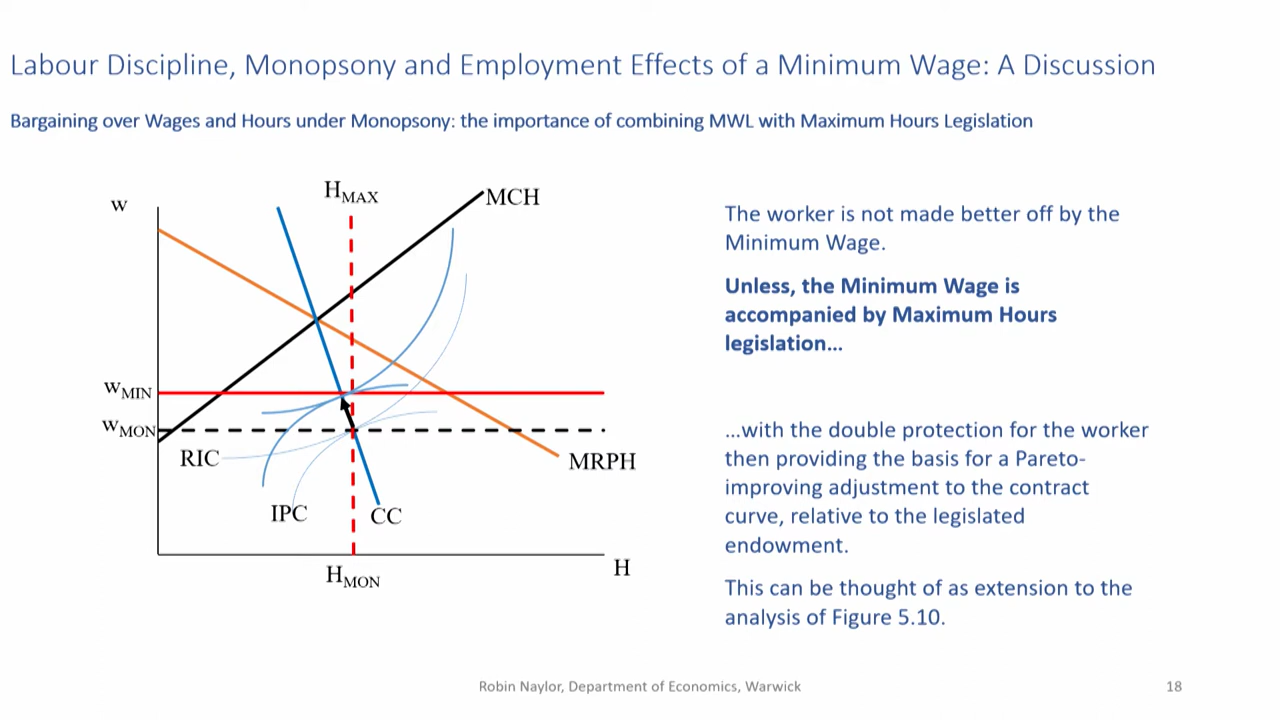 Labour Discipline, Monopsony and Employment Effects of a Minimum Wage: A Discussion
Bargaining over Wages and Hours under Monopsony: the importance of combining MWL with Maximum Hours Legislation
H_MAX
w
MCH
w_MIN
w_MON
RIC
MRPH
IPC
CC
H
H_MON
The worker is not made better off by the
Minimum Wage.
Unless, the Minimum Wage is
accompanied by Maximum Hours
legislation…
…with the double protection for the worker
then providing the basis for a Pareto-
improving adjustment to the contract
curve, relative to the legislated
endowment.
This can be thought of as extension to the
analysis of Figure 5.10.
Robin Naylor, Department of Economics, Warwick
18